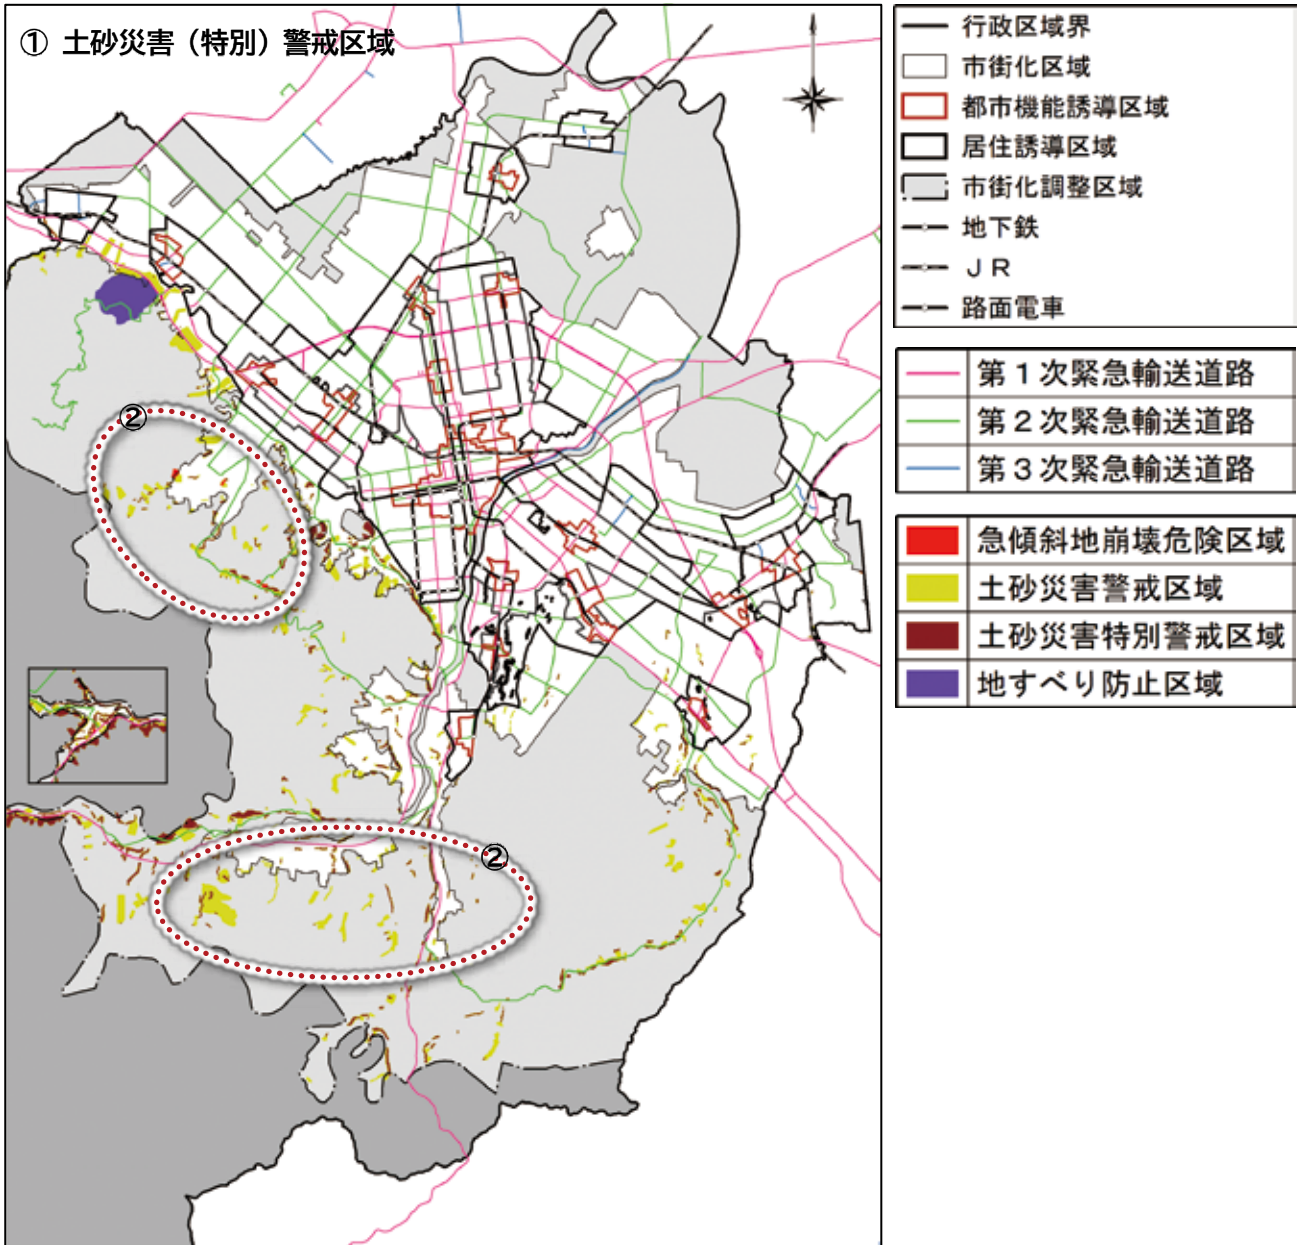 ① 土砂災害（特別）警戒区域
②
②
行政区域界
市街化区域
都市機能誘導区域
居住誘導区域
市街化調整区域
地下鉄
ＪＲ
路面電車
第１次緊急輸送道路
第２次緊急輸送道路
第３次緊急輸送道路
急傾斜地崩壊危険区域
土砂災害警戒区域
土砂災害特別警戒区域
地すべり防止区域